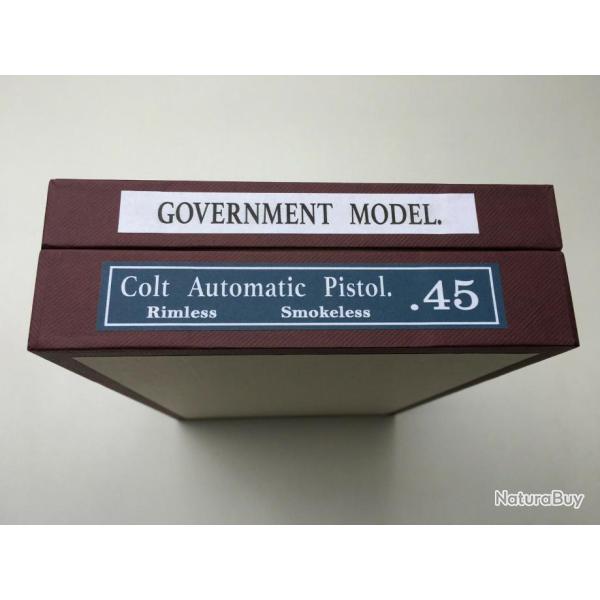 GOVERNMENT MODEL.
Colt Automatic Pistol. .45
Rimless Smokeless
NaturaBuy